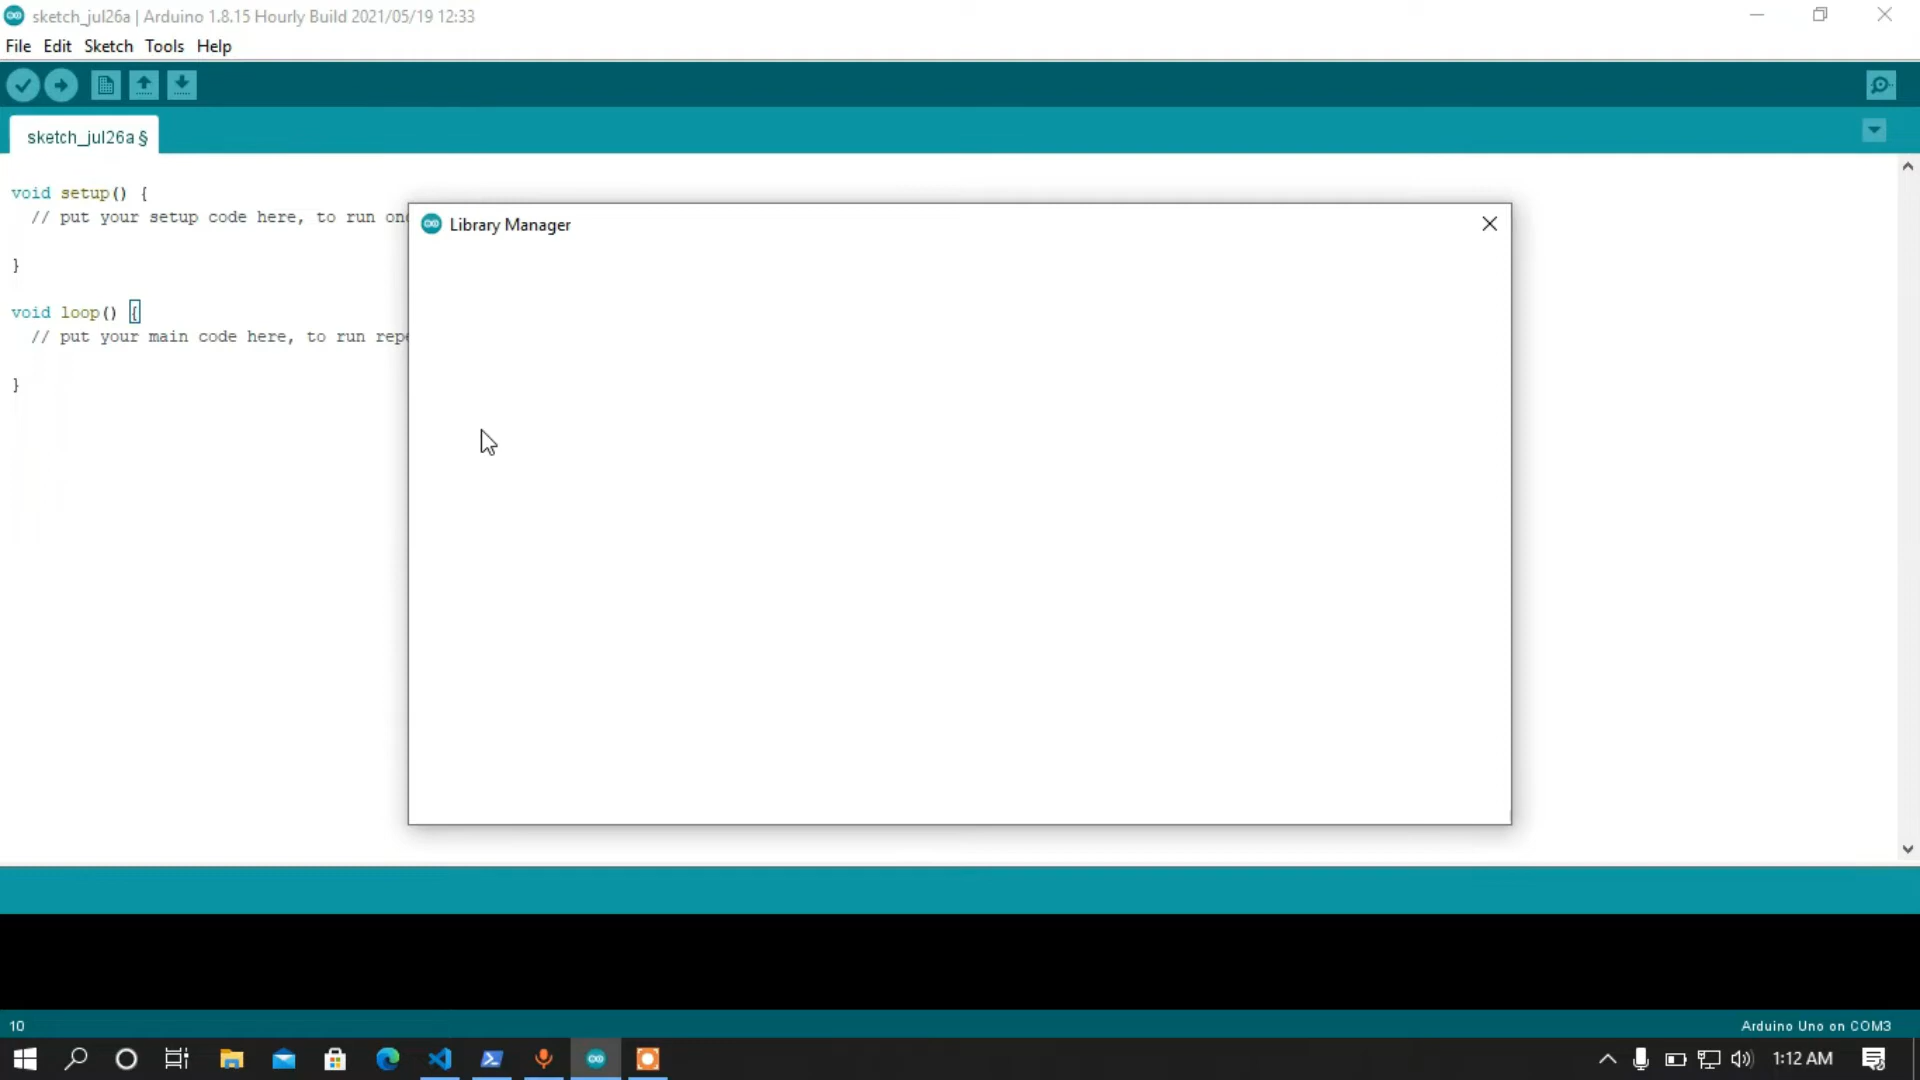 sketch_jul26a | Arduino 1.8.15 Hourly Build 2021/05/19 12:33
File Edit Sketch Tools Help
sketch_jul26a §
void setup() {
// put your setup code here, to run on
}
void loop() {
// put your main code here, to run rep
}
Library Manager
10
Arduino Uno on COM3
1:12 AM